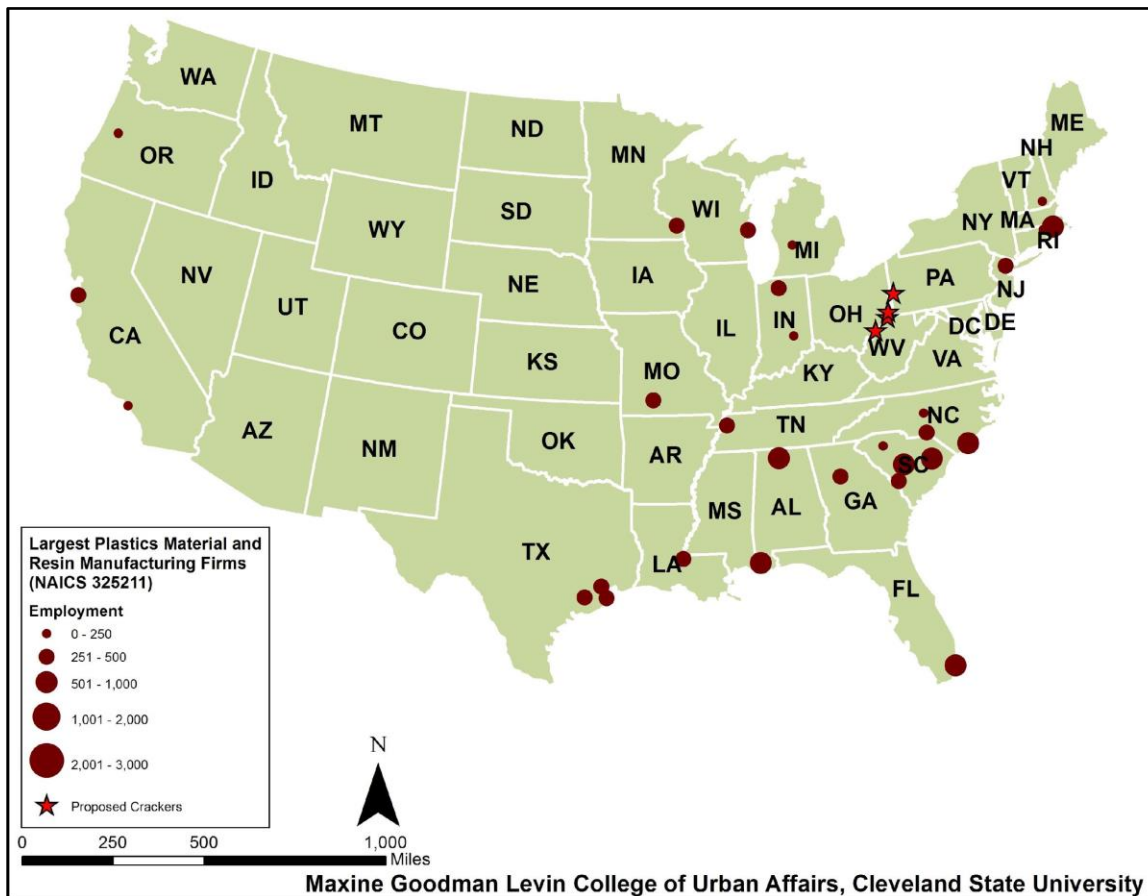 WA
MT
ND
MN
ME
OR
ID
WY
SD
WI
MI
NH
VT
NY
MA
RI
NV
UT
CO
NE
IA
IL
IN
OH
PA
NJ
CA
KS
MO
KY
WV
VA
DC
DE
AZ
NM
OK
AR
TN
NC
SC
TX
LA
MS
AL
GA
FL
Largest Plastics Material and
Resin Manufacturing Firms
(NAICS 325211)
Employment
0 - 250
251 - 500
501 - 1,000
1,001 - 2,000
2,001 - 3,000
Proposed Crackers
N
0 250 500 1,000
Miles
Maxine Goodman Levin College of Urban Affairs, Cleveland State University